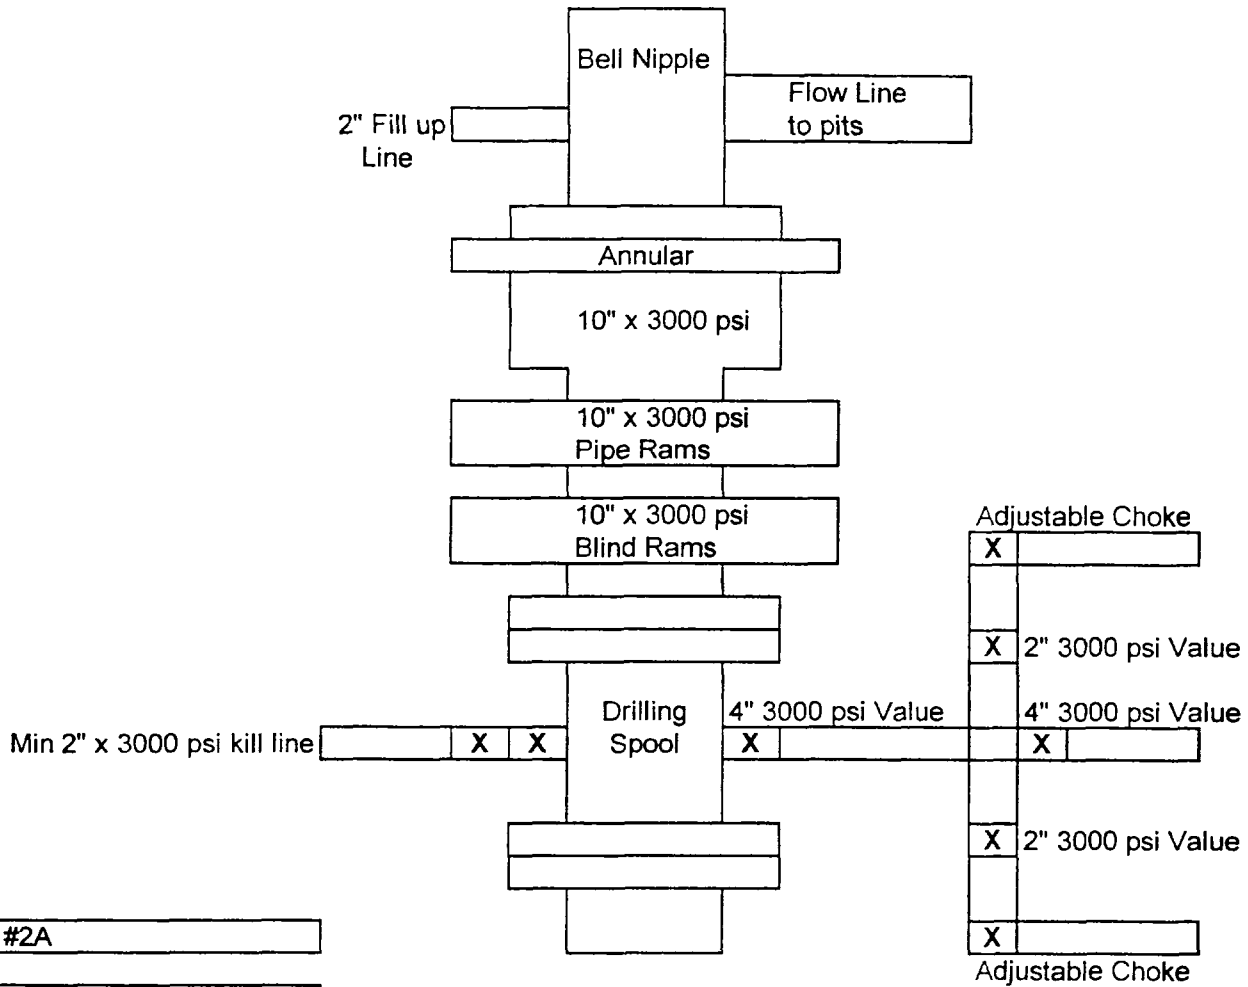 Bell Nipple
Flow Line
to pits
2" Fill up
Line
Annular
10" x 3000 psi
10" x 3000 psi
Pipe Rams
10" x 3000 psi
Blind Rams
Adjustable Choke
X
X 2" 3000 psi Value
Drilling
Spool
4" 3000 psi Value
4" 3000 psi Value
Min 2" x 3000 psi kill line
X X
X
X
X 2" 3000 psi Value
#2A
X
Adjustable Choke